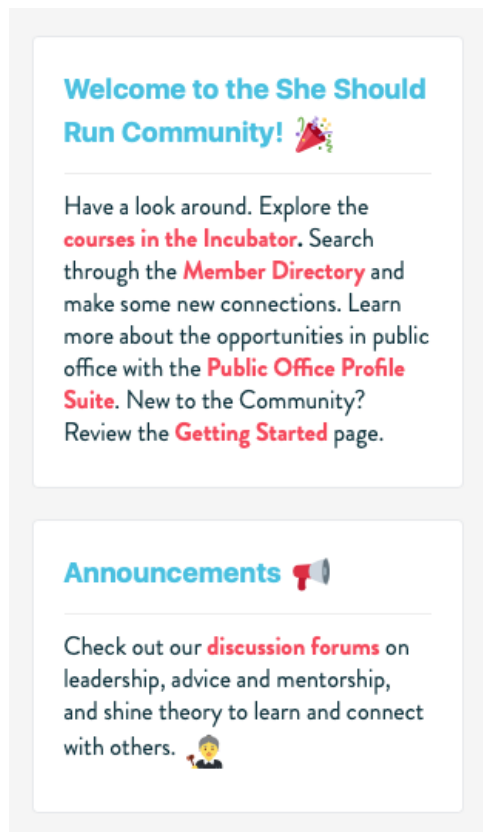 Welcome to the She Should
Run Community! 🎉
Have a look around. Explore the
courses in the Incubator. Search
through the Member Directory and
make some new connections. Learn
more about the opportunities in public
office with the Public Office Profile
Suite. New to the Community?
Review the Getting Started page.
Announcements 📢
Check out our discussion forums on
leadership, advice and mentorship,
and shine theory to learn and connect
with others. 👩‍⚖️